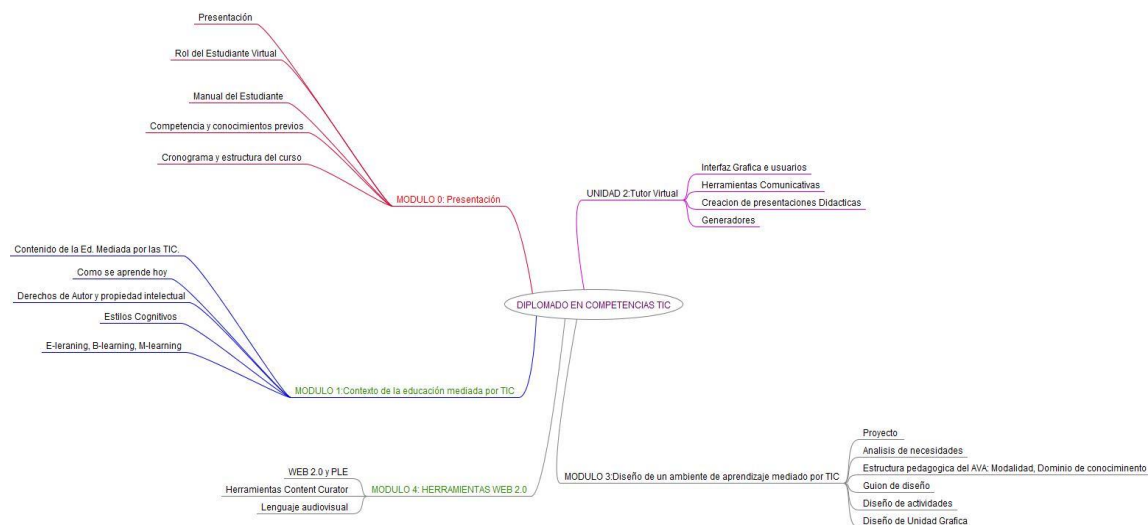 Presentación
Rol del Estudiante Virtual
Manual del Estudiante
Competencia y conocimientos previos
Cronograma y estructura del curso
MODULO 0: Presentación
Contenido de la Ed. Mediada por las TIC.
Como se aprende hoy
Derechos de Autor y propiedad intelectual
Estilos Cognitivos
E-leraning, B-learning, M-learning
MODULO 1:Contexto de la educación mediada por TIC
WEB 2.0 y PLE
Herramientas Content Curator
Lenguaje audiovisual
MODULO 4: HERRAMIENTAS WEB 2.0
DIPLOMADO EN COMPETENCIAS TIC
UNIDAD 2:Tutor Virtual
Interfaz Grafica e usuarios
Herramientas Comunicativas
Creacion de presentaciones Didacticas
Generadores
MODULO 3:Diseño de un ambiente de aprendizaje mediado por TIC
Proyecto
Analisis de necesidades
Estructura pedagogica del AVA: Modalidad, Dominio de conociminento
Guion de diseño
Diseño de actividades
Diseño de Unidad Grafica